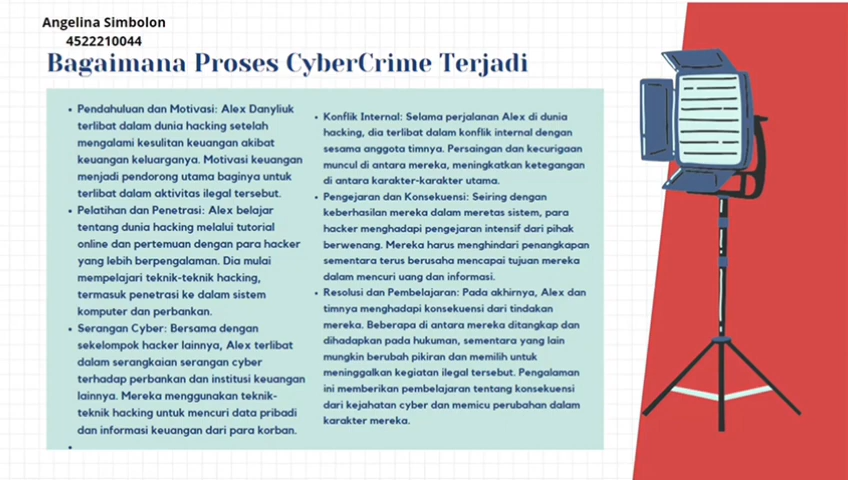 Angelina Simbolon
4522210044
Bagaimana Proses CyberCrime Terjadi
Pendahuluan dan Motivasi: Alex Danyliuk
terlibat dalam dunia hacking setelah
mengalami kesulitan keuangan akibat
keuangan keluarganya. Motivasi keuangan
menjadi pendorong utama baginya untuk
terlibat dalam aktivitas ilegal tersebut.
Pelatihan dan Penetrasi: Alex belajar
tentang dunia hacking melalui tutorial
online dan pertemuan dengan para hacker
yang lebih berpengalaman. Dia mulai
mempelajari teknik-teknik hacking,
termasuk penetrasi ke dalam sistem
komputer dan perbankan.
Serangan Cyber: Bersama dengan
sekelompok hacker lainnya, Alex terlibat
dalam serangkaian serangan cyber
terhadap perbankan dan institusi keuangan
lainnya. Mereka menggunakan teknik-
teknik hacking untuk mencuri data pribadi
dan informasi keuangan dari para korban.
Konflik Internal: Selama perjalanan Alex di dunia
hacking, dia terlibat dalam konflik internal dengan
sesama anggota timnya. Persaingan dan kecurigaan
muncul di antara mereka, meningkatkan ketegangan
di antara karakter-karakter utama.
Pengejaran dan Konsekuensi: Seiring dengan
keberhasilan mereka dalam meretas sistem, para
hacker menghadapi pengejaran intensif dari pihak
berwenang. Mereka harus menghindari penangkapan
sementara terus berusaha mencapai tujuan mereka
dalam mencuri uang dan informasi.
Resolusi dan Pembelajaran: Pada akhirnya, Alex dan
timnya menghadapi konsekuensi dari tindakan
mereka. Beberapa di antara mereka ditangkap dan
dihadapkan pada hukuman, sementara yang lain
mungkin berubah pikiran dan memilih untuk
meninggalkan kegiatan ilegal tersebut. Pengalaman
ini memberikan pembelajaran tentang konsekuensi
dari kejahatan cyber dan memicu perubahan dalam
karakter mereka.